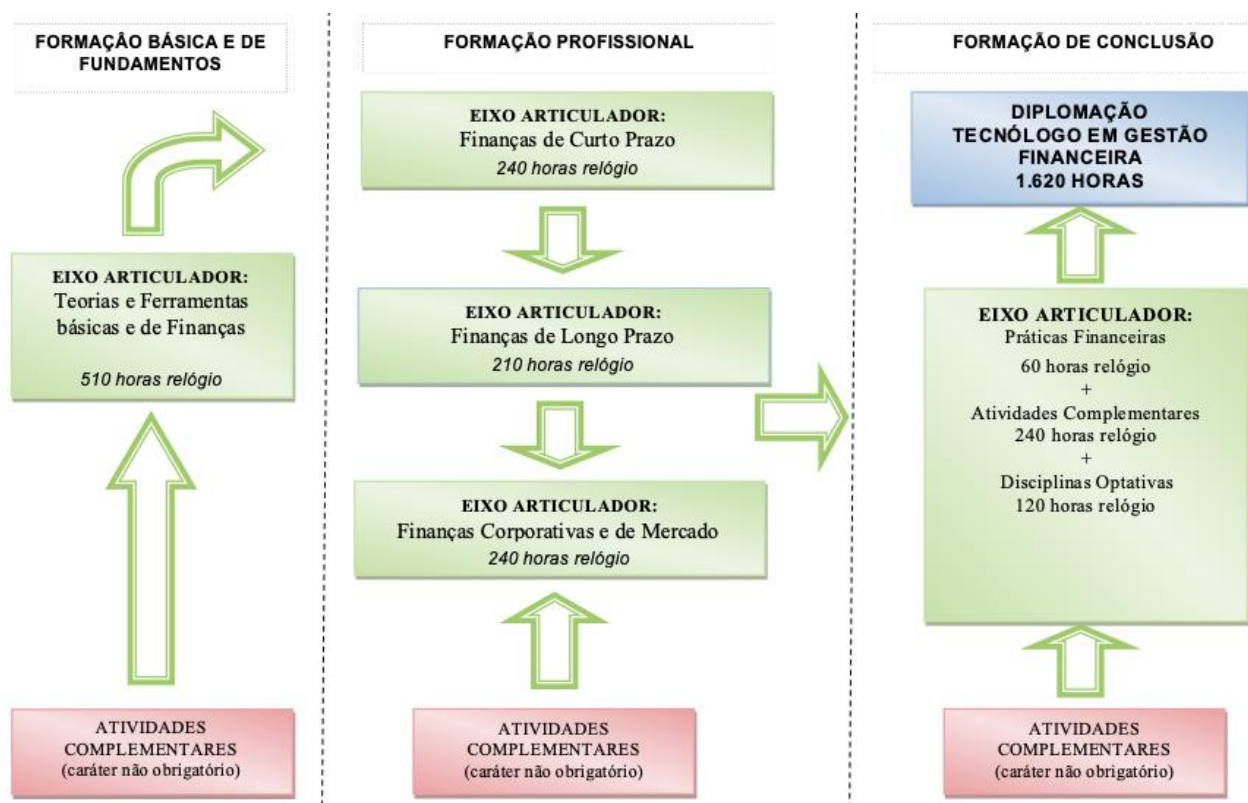 FORMAÇÂO BÁSICA E DE
FUNDAMENTOS
EIXO ARTICULADOR:
Teorias e Ferramentas
básicas e de Finanças
510 horas relógio
ATIVIDADES
COMPLEMENTARES
(caráter não obrigatório)
FORMAÇÃO PROFISSIONAL
EIXO ARTICULADOR:
Finanças de Curto Prazo
240 horas relógio
EIXO ARTICULADOR:
Finanças de Longo Prazo
210 horas relógio
EIXO ARTICULADOR:
Finanças Corporativas e de Mercado
240 horas relógio
ATIVIDADES
COMPLEMENTARES
(caráter não obrigatório)
FORMAÇÃO DE CONCLUSÃO
DIPLOMAÇÃO
TECNÓLOGO EM GESTÃO
FINANCEIRA
1.620 HORAS
EIXO ARTICULADOR:
Práticas Financeiras
60 horas relógio
+
Atividades Complementares
240 horas relógio
+
Disciplinas Optativas
120 horas relógio
ATIVIDADES
COMPLEMENTARES
(caráter não obrigatório)